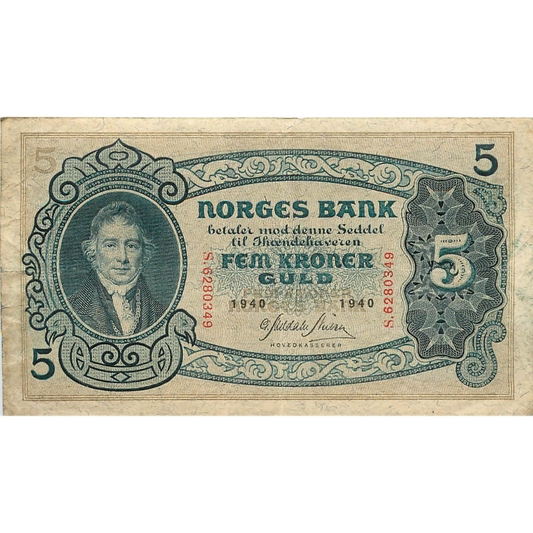 5
5
NORGES BANK
betaler mod denne Seddel
til Ihændehaveren
FEM KRONER
GULD
S.6280349
1940 1940
S.6280349
HOVEDKASSERER
5
5